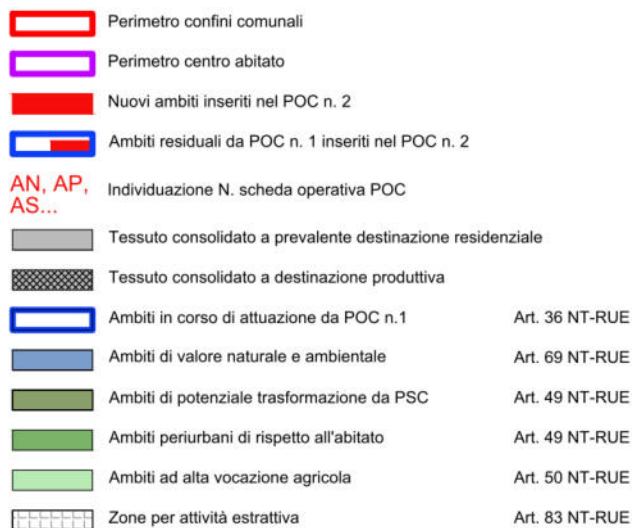 Perimetro confini comunali
Perimetro centro abitato
Nuovi ambiti inseriti nel POC n. 2
Ambiti residuali da POC n. 1 inseriti nel POC n. 2
AN, AP,
AS...
Individuazione N. scheda operativa POC
Tessuto consolidato a prevalente destinazione residenziale
Tessuto consolidato a destinazione produttiva
Ambiti in corso di attuazione da POC n.1 Art. 36 NT-RUE
Ambiti di valore naturale e ambientale Art. 69 NT-RUE
Ambiti di potenziale trasformazione da PSC Art. 49 NT-RUE
Ambiti periurbani di rispetto all'abitato Art. 49 NT-RUE
Ambiti ad alta vocazione agricola Art. 50 NT-RUE
Zone per attività estrattiva Art. 83 NT-RUE